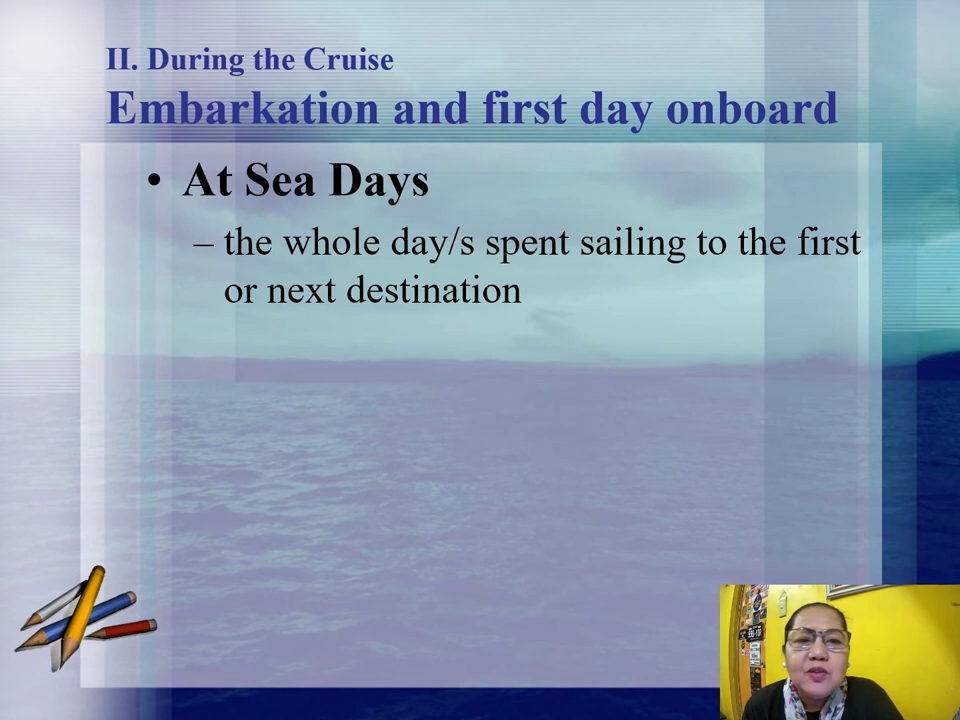 II. During the Cruise
Embarkation and first day onboard
• At Sea Days
– the whole day/s spent sailing to the first
or next destination